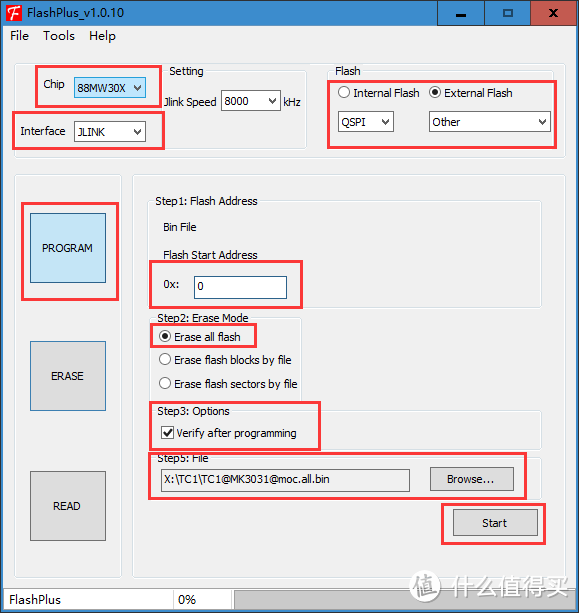 FlashPlus_v1.0.10
File Tools Help
Chip 88MW30X
Interface JLINK
Setting
Jlink Speed 8000 kHz
Flash
Internal Flash External Flash
QSPI Other
PROGRAM
ERASE
READ
Step1: Flash Address
Bin File
Flash Start Address
0x: 0
Step2: Erase Mode
Erase all flash
Erase flash blocks by file
Erase flash sectors by file
Step3: Options
Verify after programming
Step5: File
X:\TC1\TC1@MK3031@moc.all.bin Browse...
Start
FlashPlus 0%
值 什么值得买